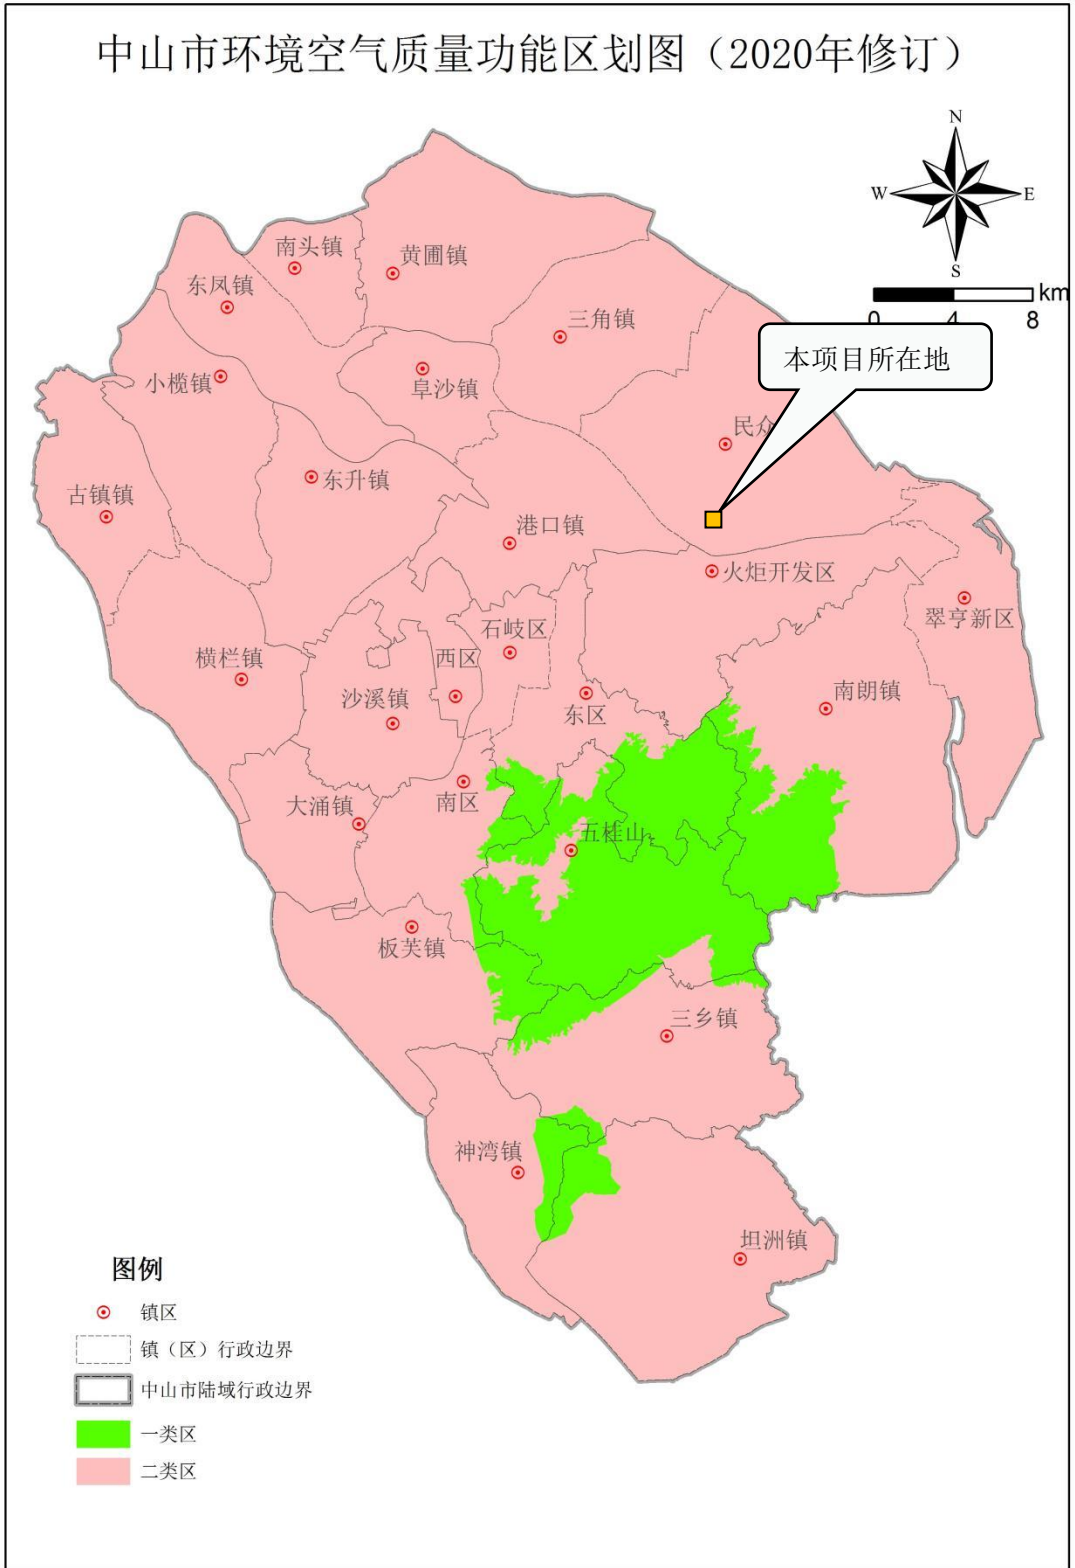 中山市环境空气质量功能区划图（2020年修订）
N
W
E
S
km
0
4
8
本项目所在地
南头镇
黄圃镇
东凤镇
三角镇
小榄镇
阜沙镇
民众
东升镇
古镇镇
港口镇
火炬开发区
翠亨新区
石岐区
西区
横栏镇
沙溪镇
东区
南朗镇
南区
大涌镇
五桂山
板芙镇
三乡镇
神湾镇
坦洲镇
图例
镇区
镇（区）行政边界
中山市陆域行政边界
一类区
二类区